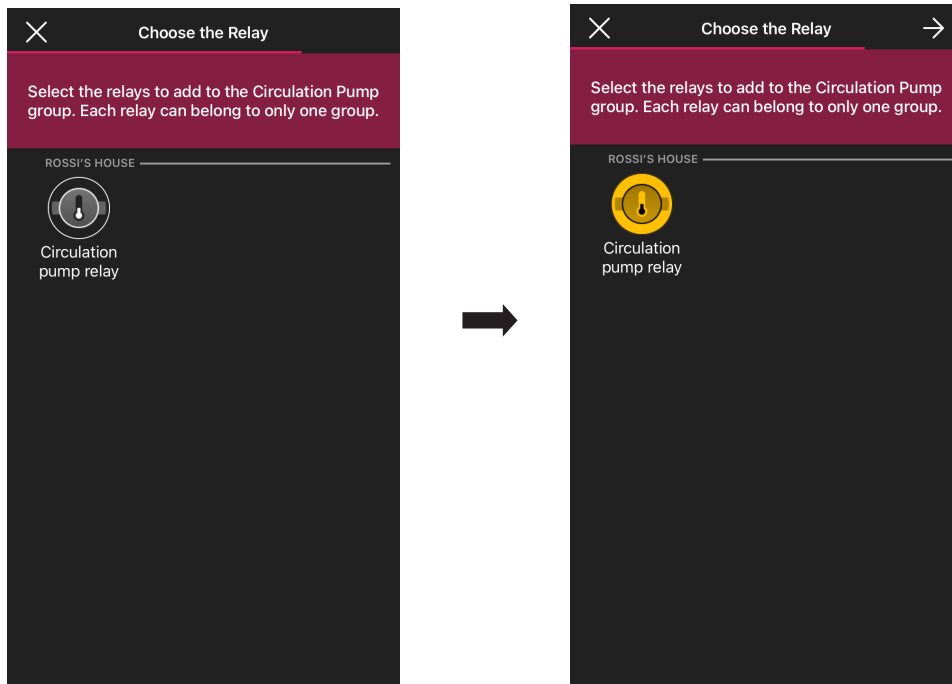 Choose the Relay
Select the relays to add to the Circulation Pump
group. Each relay can belong to only one group.
ROSSI'S HOUSE
Circulation
pump relay
Choose the Relay
Select the relays to add to the Circulation Pump
group. Each relay can belong to only one group.
ROSSI'S HOUSE
Circulation
pump relay